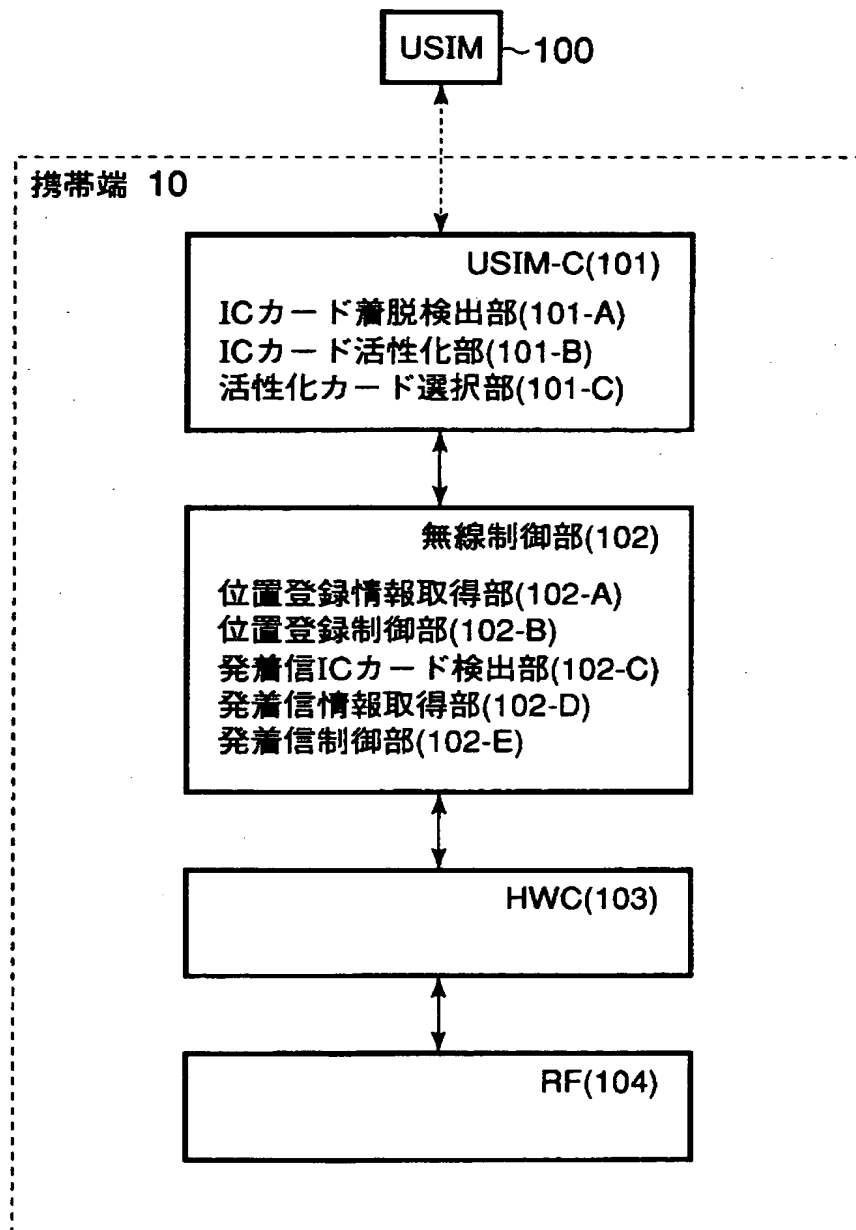 USIM ～100
携帯端 10
USIM-C(101)
ICカード着脱検出部(101-A)
ICカード活性化部(101-B)
活性化カード選択部(101-C)
無線制御部(102)
位置登録情報取得部(102-A)
位置登録制御部(102-B)
発着信ICカード検出部(102-C)
発着信情報取得部(102-D)
発着信制御部(102-E)
HWC(103)
RF(104)